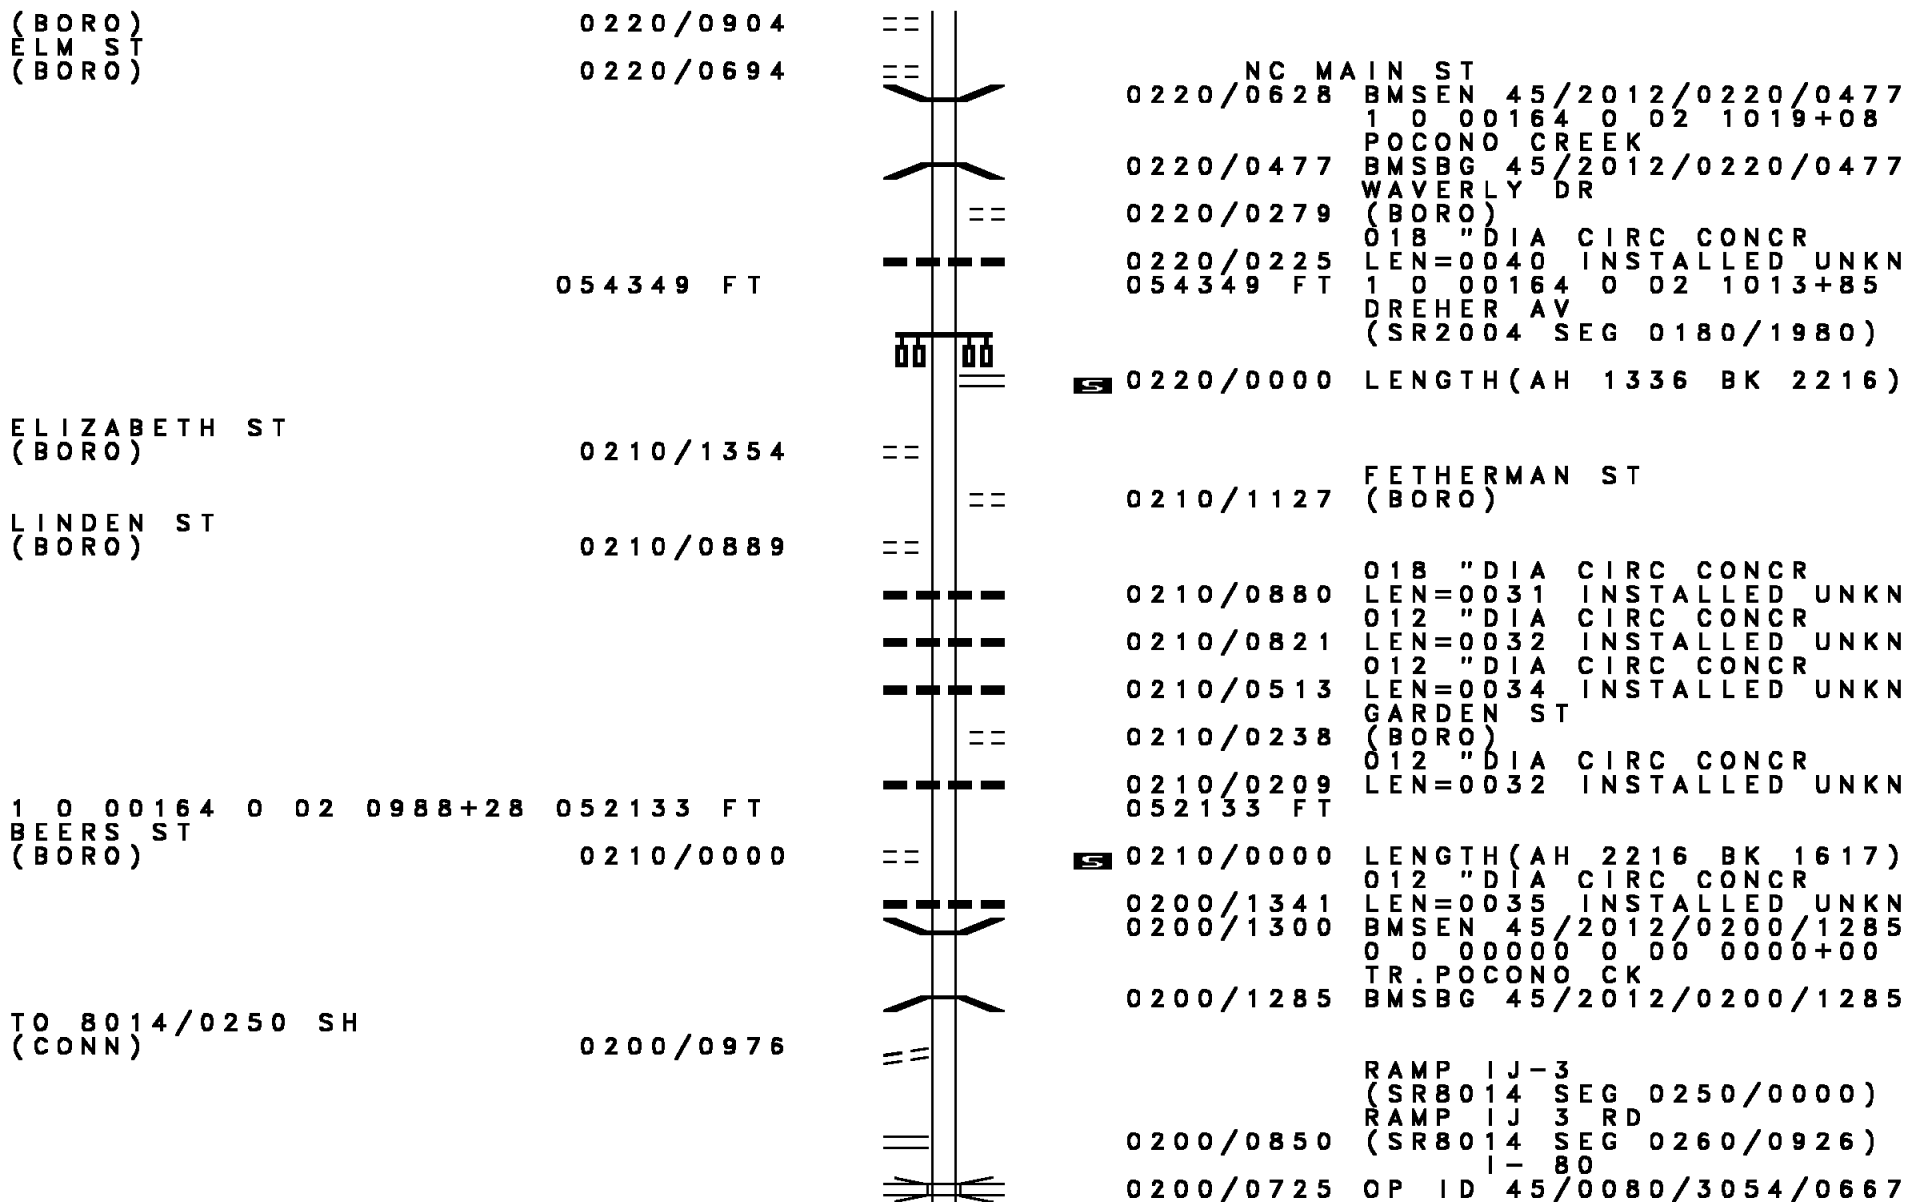 (BORO) 0220/0904
ELM ST
(BORO) 0220/0694
NC MAIN ST
0220/0628 BMSEN 45/2012/0220/0477
1 0 00164 0 02 1019+08
POCONO CREEK
0220/0477 BMSBG 45/2012/0220/0477
WAVERLY DR
0220/0279 (BORO)
018 "DIA CIRC CONCR
0220/0225 LEN=0040 INSTALLED UNKN
054349 FT 054349 FT 1 0 00164 0 02 1013+85
DREHER AV
(SR2004 SEG 0180/1980)
S 0220/0000 LENGTH(AH 1336 BK 2216)
ELIZABETH ST
(BORO) 0210/1354
FETHERMAN ST
0210/1127 (BORO)
LINDEN ST
(BORO) 0210/0889
018 "DIA CIRC CONCR
0210/0880 LEN=0031 INSTALLED UNKN
012 "DIA CIRC CONCR
0210/0821 LEN=0032 INSTALLED UNKN
012 "DIA CIRC CONCR
0210/0513 LEN=0034 INSTALLED UNKN
GARDEN ST
0210/0238 (BORO)
012 "DIA CIRC CONCR
0210/0209 LEN=0032 INSTALLED UNKN
1 0 00164 0 02 0988+28 052133 FT 052133 FT
BEERS ST
(BORO) 0210/0000 S 0210/0000 LENGTH(AH 2216 BK 1617)
012 "DIA CIRC CONCR
0200/1341 LEN=0035 INSTALLED UNKN
0200/1300 BMSEN 45/2012/0200/1285
0 0 00000 0 00 0000+00
TR.POCONO CK
0200/1285 BMSBG 45/2012/0200/1285
TO 8014/0250 SH
(CONN) 0200/0976
RAMP IJ-3
(SR8014 SEG 0250/0000)
RAMP IJ 3 RD
0200/0850 (SR8014 SEG 0260/0926)
I- 80
0200/0725 OP ID 45/0080/3054/0667